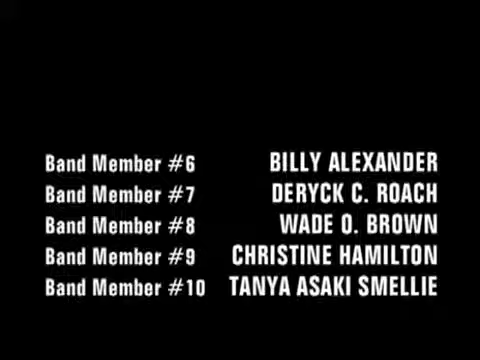 Band Member #6 BILLY ALEXANDER
Band Member #7 DERYCK C. ROACH
Band Member #8 WADE O. BROWN
Band Member #9 CHRISTINE HAMILTON
Band Member #10 TANYA ASAKI SMELLIE